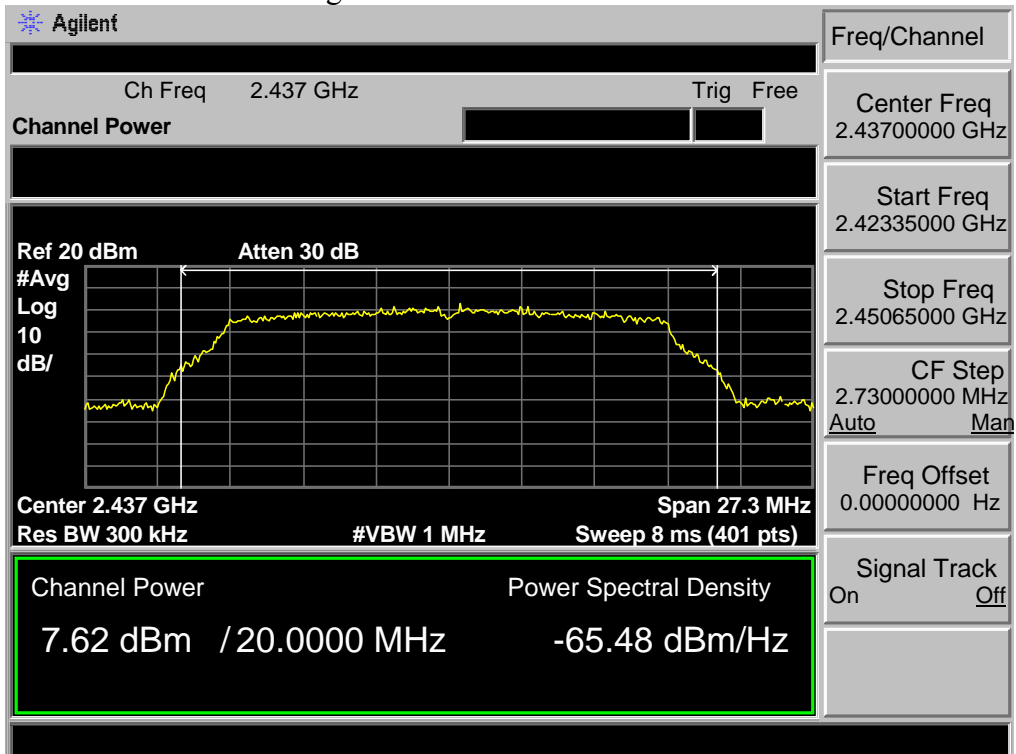 Agilent
Freq/Channel
Ch Freq 2.437 GHz Trig Free
Channel Power
Center Freq
2.43700000 GHz
Start Freq
2.42335000 GHz
Ref 20 dBm Atten 30 dB
#Avg
Log
10
dB/
Stop Freq
2.45065000 GHz
CF Step
2.73000000 MHz
Auto Man
Freq Offset
0.00000000 Hz
Center 2.437 GHz Span 27.3 MHz
Res BW 300 kHz #VBW 1 MHz Sweep 8 ms (401 pts)
Signal Track
On Off
Channel Power Power Spectral Density
7.62 dBm / 20.0000 MHz -65.48 dBm/Hz